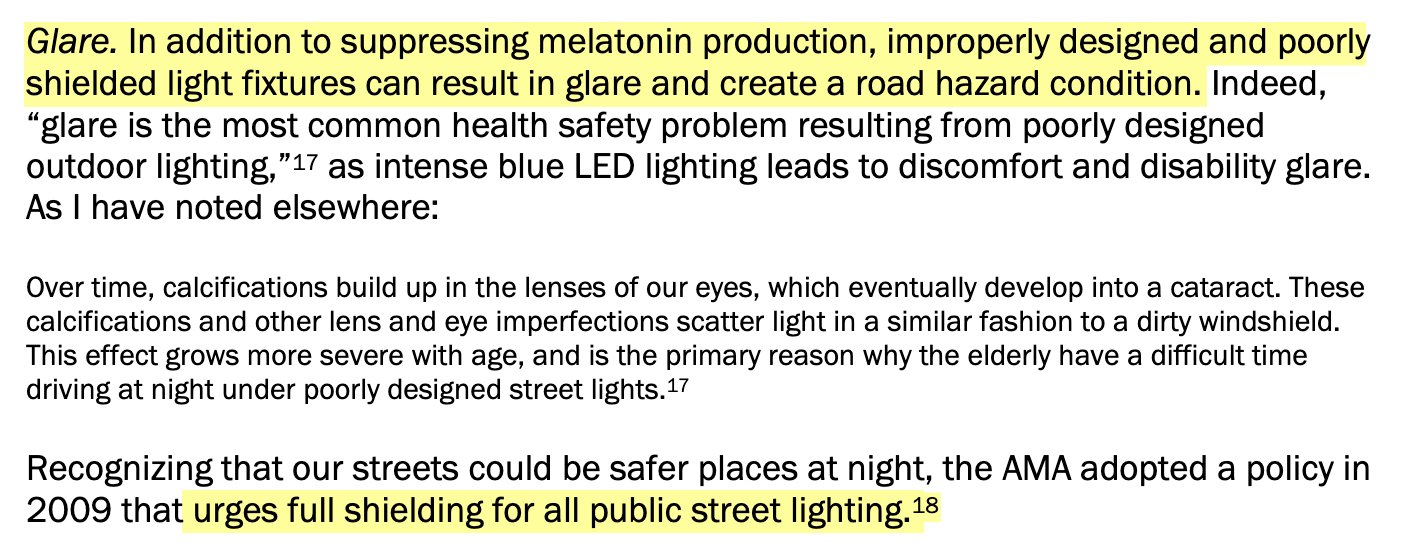 Glare. In addition to suppressing melatonin production, improperly designed and poorly
shielded light fixtures can result in glare and create a road hazard condition. Indeed,
“glare is the most common health safety problem resulting from poorly designed
outdoor lighting,”17 as intense blue LED lighting leads to discomfort and disability glare.
As I have noted elsewhere:
Over time, calcifications build up in the lenses of our eyes, which eventually develop into a cataract. These
calcifications and other lens and eye imperfections scatter light in a similar fashion to a dirty windshield.
This effect grows more severe with age, and is the primary reason why the elderly have a difficult time
driving at night under poorly designed street lights.17
Recognizing that our streets could be safer places at night, the AMA adopted a policy in
2009 that urges full shielding for all public street lighting.18